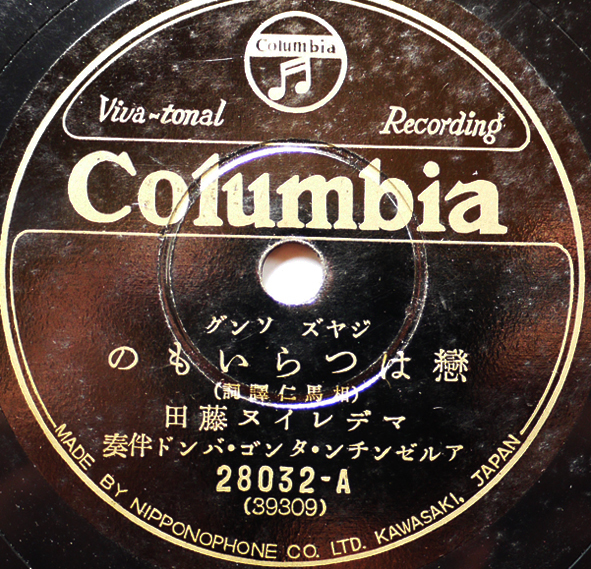 Columbia
Viva-tonal Recording
Columbia
ジヤズ ソング
戀はつらいもの
(相馬仁譯詞)
マデレイヌ藤田
アルゼンチン・タンゴ・バンド伴奏
28032-A
(39309)
MADE BY NIPPONOPHONE CO. LTD. KAWASAKI, JAPAN